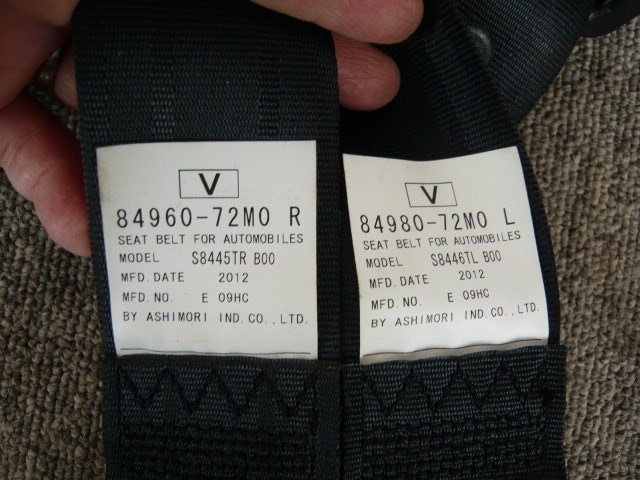 V
84960-72M0 R
SEAT BELT FOR AUTOMOBILES
MODEL S8445TR B00
MFD. DATE 2012
MFD. NO. E 09HC
BY ASHIMORI IND. CO., LTD.
V
84980-72M0 L
SEAT BELT FOR AUTOMOBILES
MODEL S8446TL B00
MFD. DATE 2012
MFD. NO. E 09HC
BY ASHIMORI IND. CO., LTD.